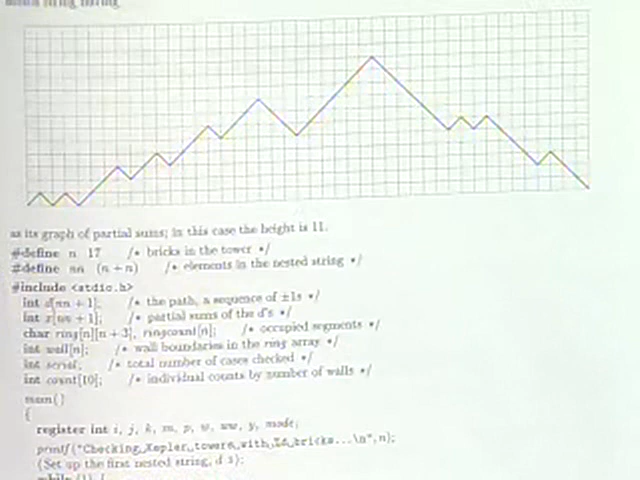 nested string
as its graph of partial sums; in this case the height is 11.
#define n 17 /* bricks in the tower */
#define nn (n + n) /* elements in the nested string */
#include <stdio.h>
int d[nn + 1]; /* the path, a sequence of ±1s */
int x[nn + 1]; /* partial sums of the d's */
char ring[n][n + 3], ringcount[n]; /* occupied segments */
int wall[n]; /* wall boundaries in the ring array */
int serial; /* total number of cases checked */
int count[10]; /* individual counts by number of walls */
main()
{
register int i, j, k, m, p, w, ww, y, mode;
printf("Checking␣Kepler␣towers␣with␣%d␣bricks...\n", n);
⟨Set up the first nested string, d 3⟩;
while (1) {